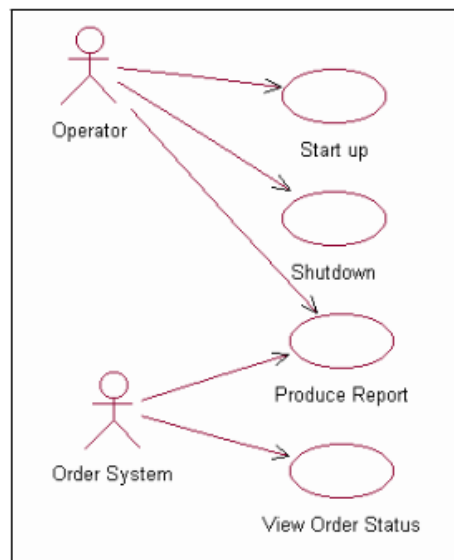 Operator
Start up
Shutdown
Produce Report
Order System
View Order Status